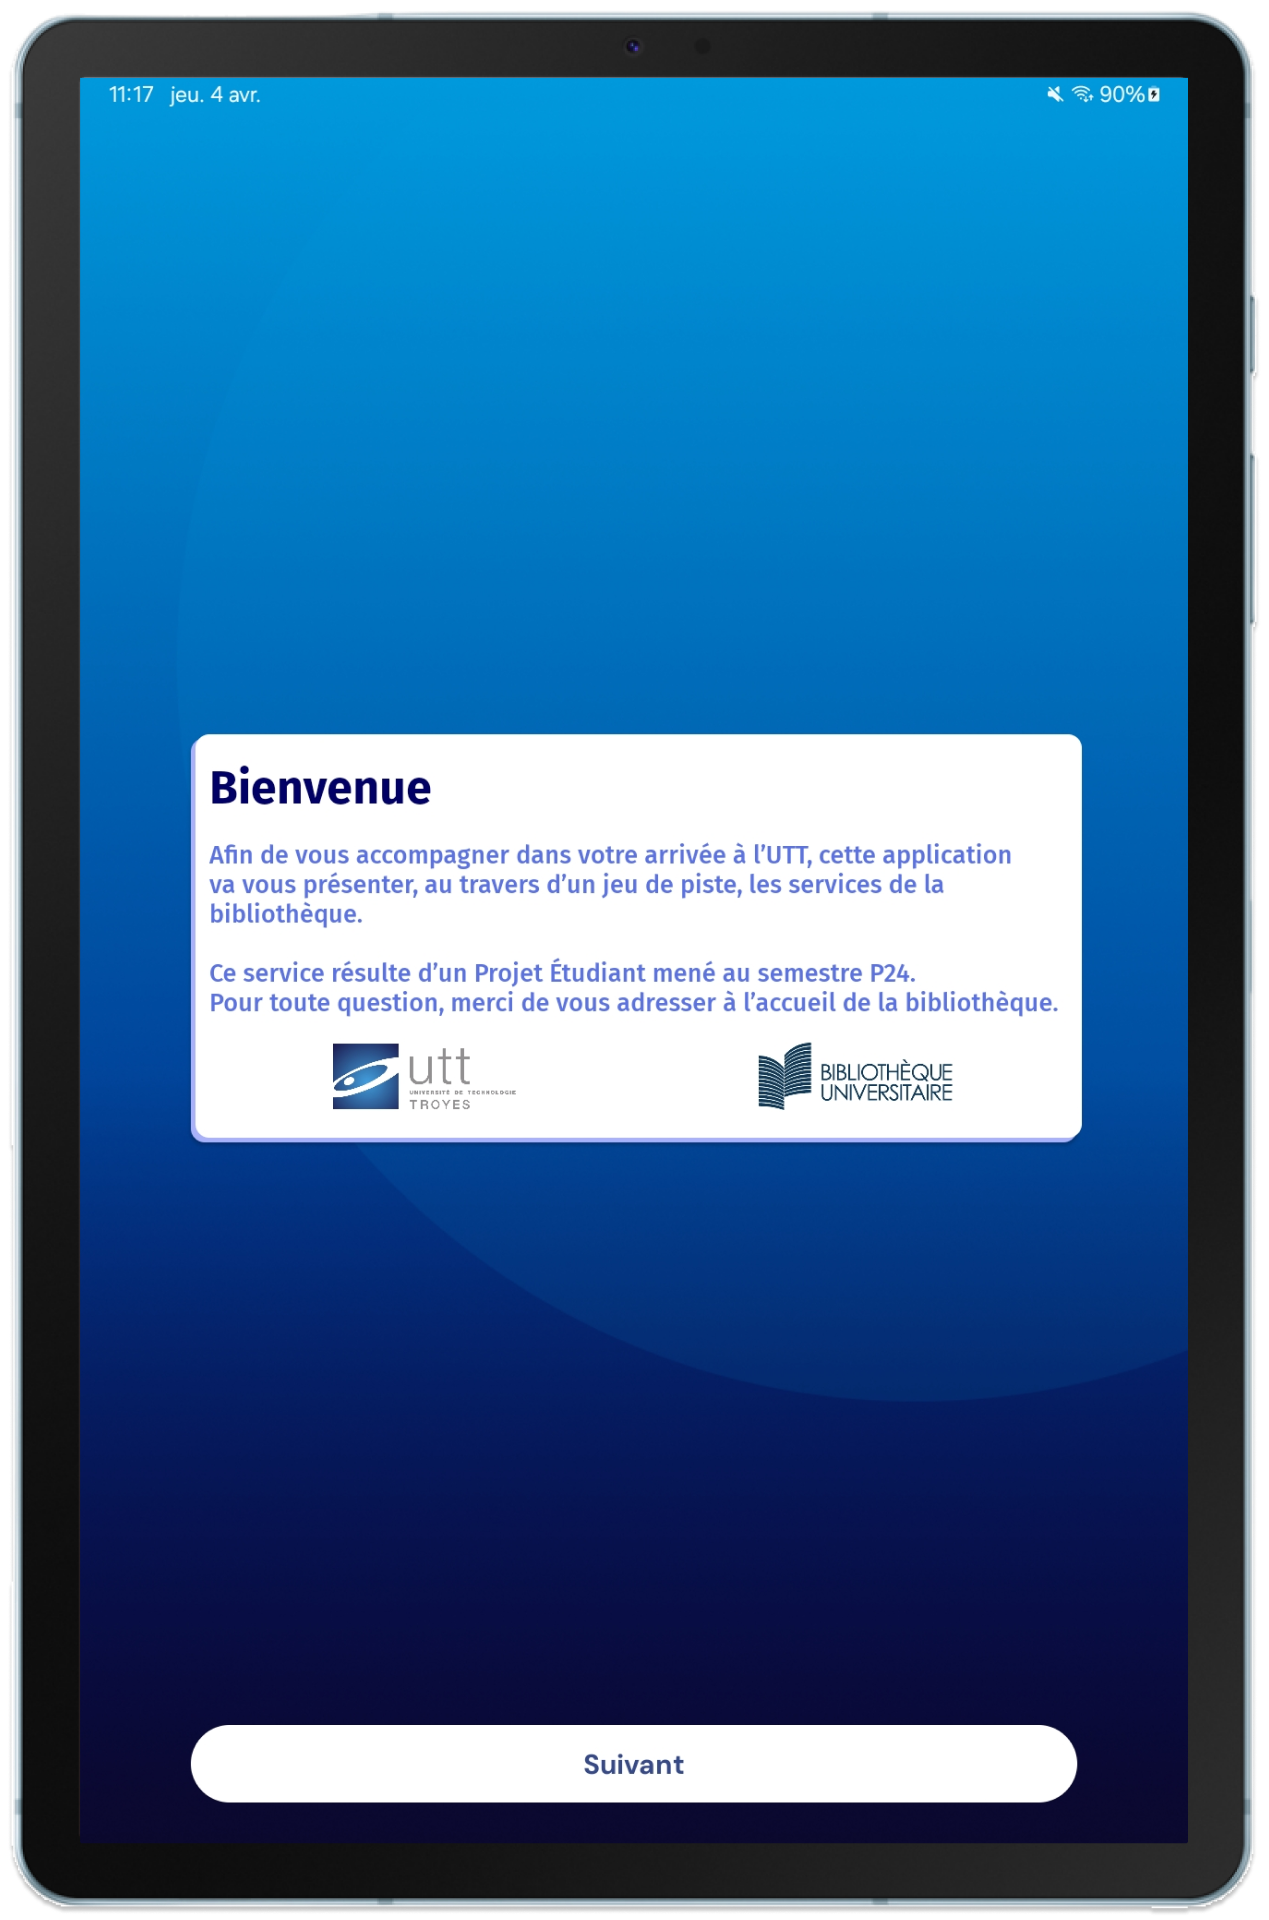 11:17 jeu. 4 avr.
90%
Bienvenue
Afin de vous accompagner dans votre arrivée à l’UTT, cette application
va vous présenter, au travers d’un jeu de piste, les services de la
bibliothèque.
Ce service résulte d’un Projet Étudiant mené au semestre P24.
Pour toute question, merci de vous adresser à l’accueil de la bibliothèque.
utt
UNIVERSITÉ DE TECHNOLOGIE
TROYES
BIBLIOTHÈQUE
UNIVERSITAIRE
Suivant